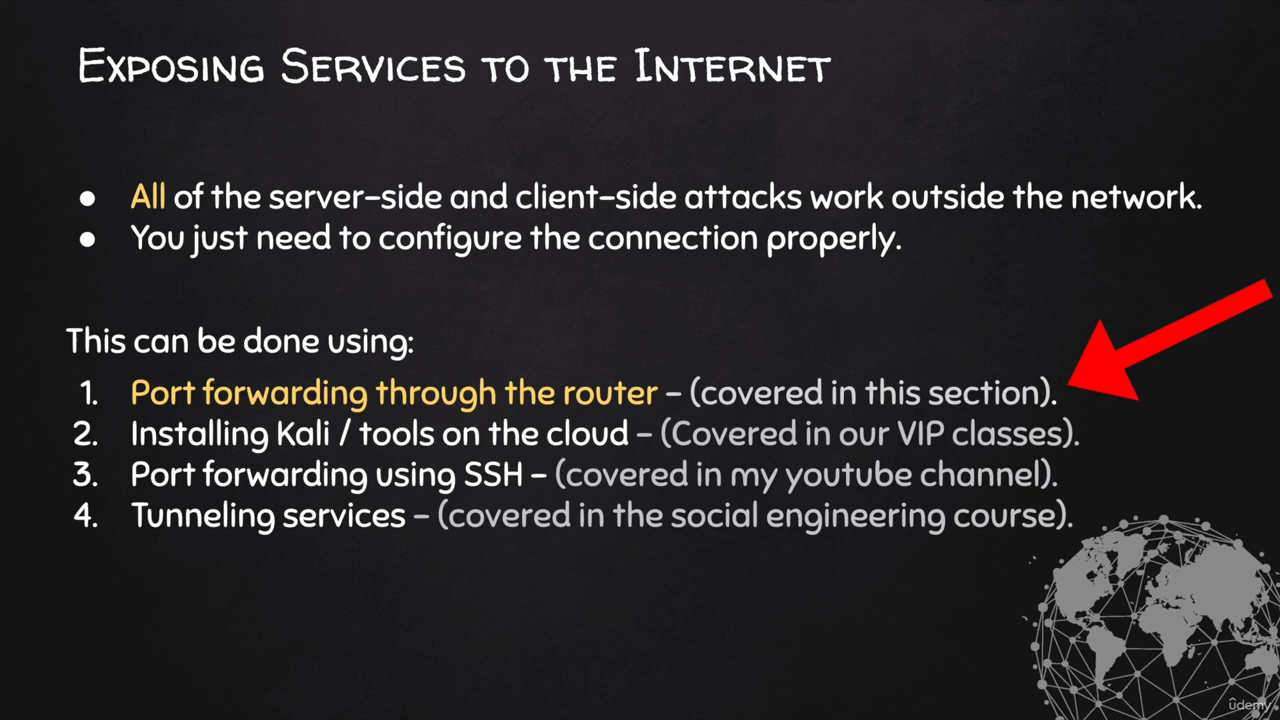 Exposing Services to the Internet
● All of the server-side and client-side attacks work outside the network.
● You just need to configure the connection properly.
This can be done using:
1. Port forwarding through the router - (covered in this section).
2. Installing Kali / tools on the cloud - (Covered in our VIP classes).
3. Port forwarding using SSH - (covered in my youtube channel).
4. Tunneling services - (covered in the social engineering course).
ûdemy